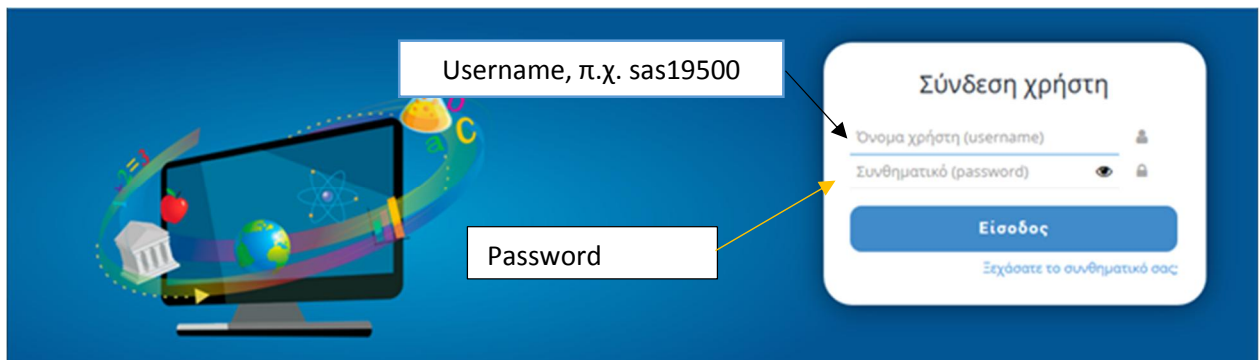 Username, π.χ. sas19500
Σύνδεση χρήστη
Όνομα χρήστη (username)
Συνθηματικό (password)
Password
Είσοδος
Ξεχάσατε το συνθηματικό σας;